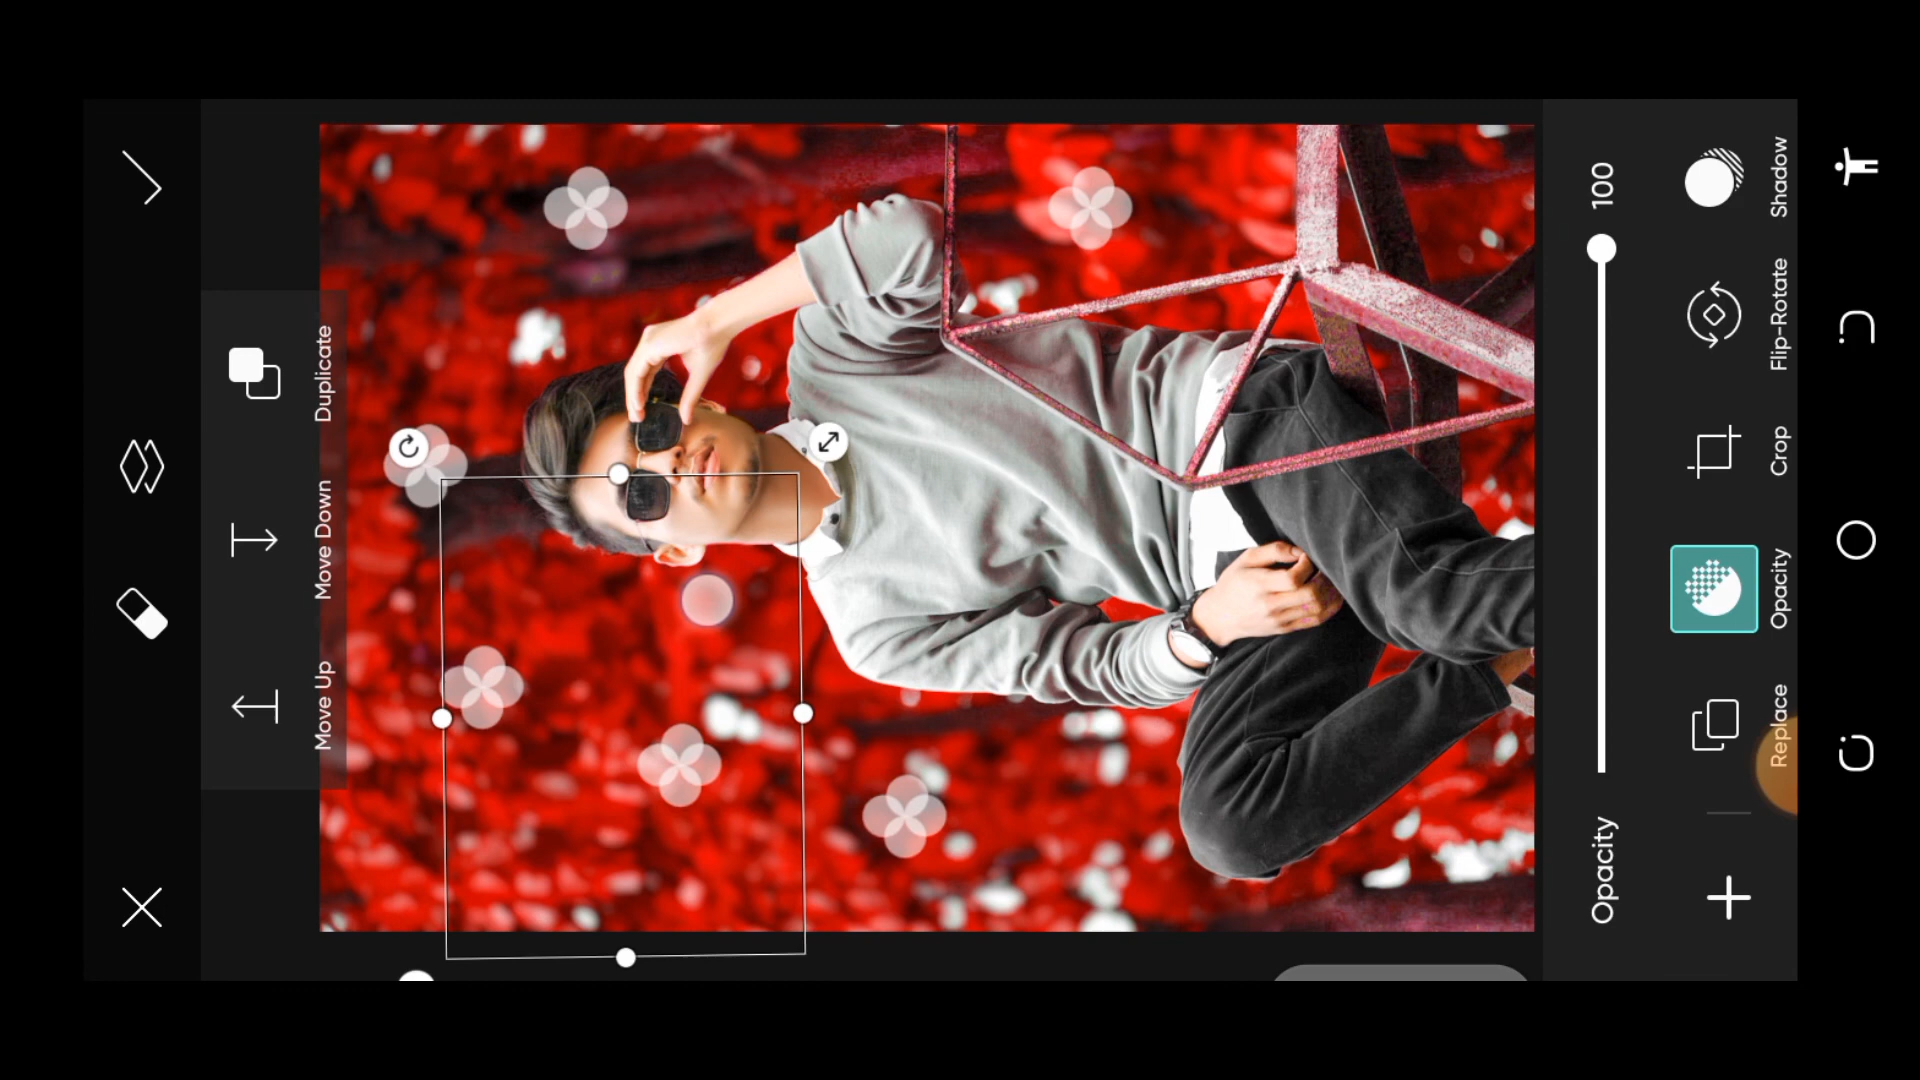 Duplicate
Move Down
Move Up
Opacity
100
Replace
Opacity
Crop
Flip-Rotate
Shadow